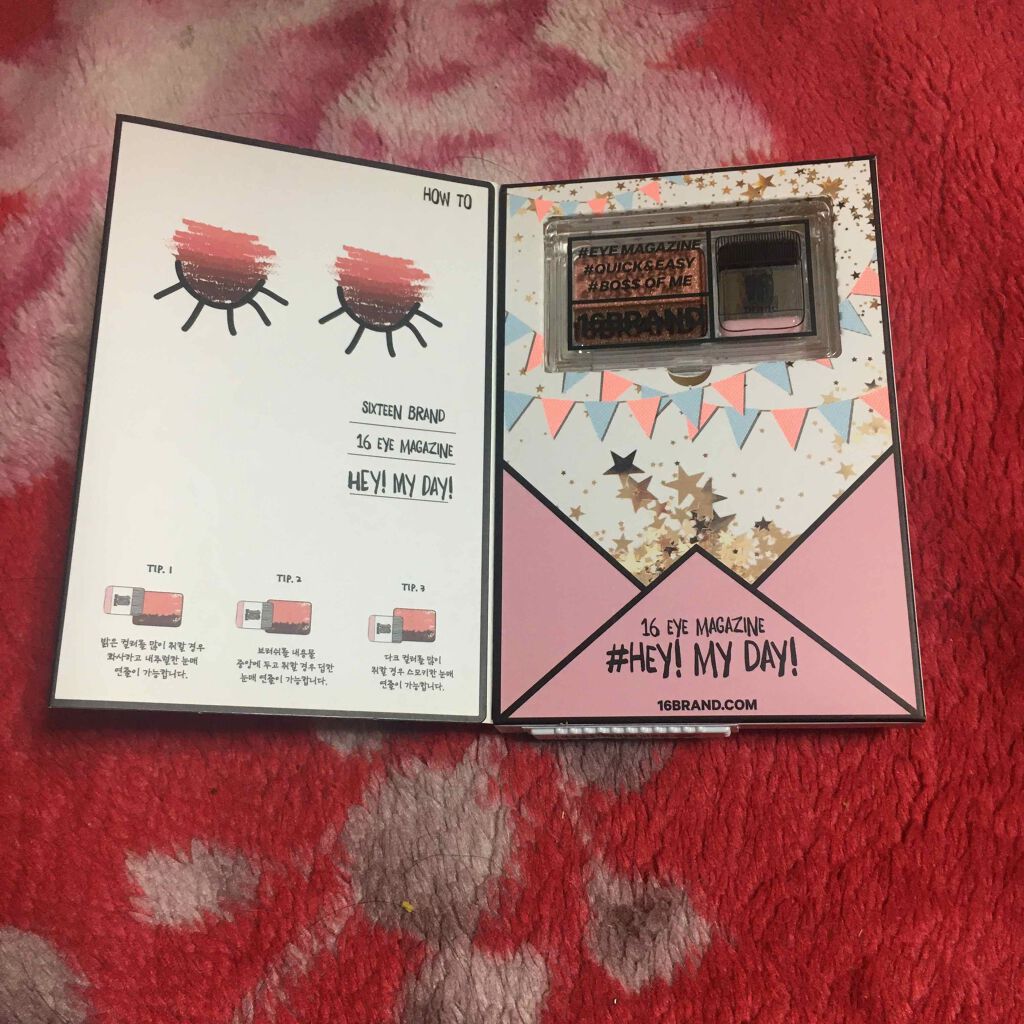 HOW TO
SIXTEEN BRAND
16 EYE MAGAZINE
HEY! MY DAY!
TIP. 1
밝은 컬러를 많이 취할 경우
화사하고 내추럴한 눈매
연출이 가능합니다.
TIP. 2
브러쉬를 내용물
중앙에 두고 취할 경우 딥한
눈매 연출이 가능합니다.
TIP. 3
다크 컬러를 많이
취할 경우 스모키한 눈매
연출이 가능합니다.
#EYE MAGAZINE
#QUICK&EASY
#BO$$ OF ME
16BRAND
16 EYE MAGAZINE
#HEY! MY DAY!
16BRAND.COM